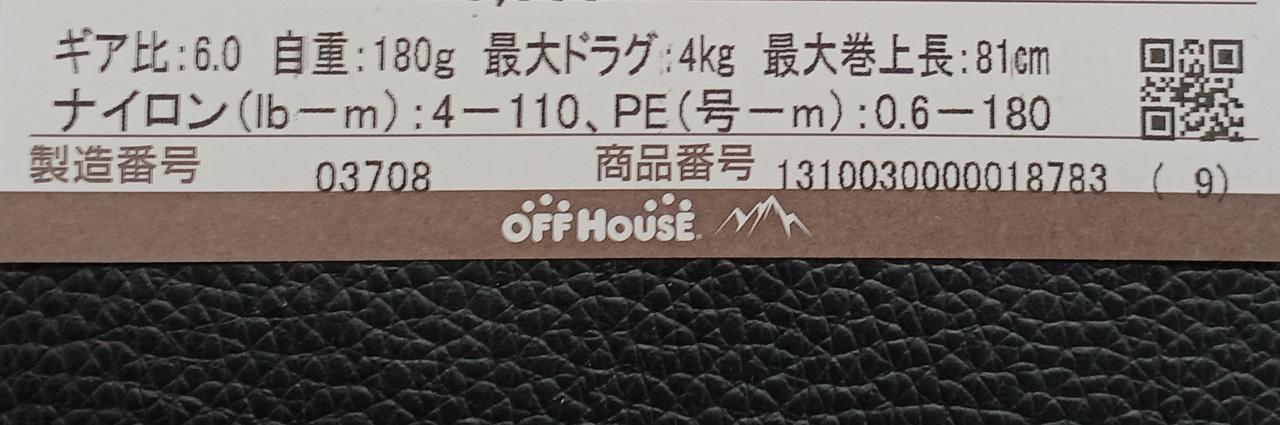 ギア比:6.0 自重:180g 最大ドラグ:4kg 最大巻上長:81cm
ナイロン(lb－m):4－110、PE(号－m):0.6－180
製造番号 03708 商品番号 1310030000018783 ( 9)
OFF HOUSE